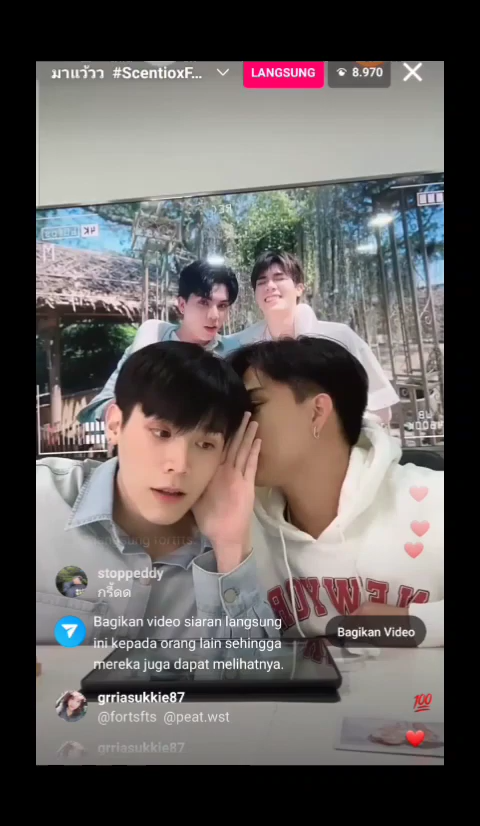 มาแว้วว #ScentioxF...
LANGSUNG
8.970
stoppeddy
กรี้ดด
Bagikan video siaran langsung
ini kepada orang lain sehingga
mereka juga dapat melihatnya.
Bagikan Video
grriasukkie87
@fortsfts @peat.wst
💯
grriasukkie87